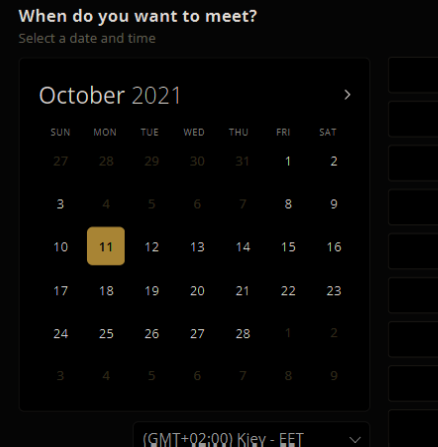 When do you want to meet?
Select a date and time
October 2021 >
SUN MON TUE WED THU FRI SAT
27 28 29 30 31 1 2
3 4 5 6 7 8 9
10 11 12 13 14 15 16
17 18 19 20 21 22 23
24 25 26 27 28 1 2
3 4 5 6 7 8 9
(GMT+02:00) Kiev - EET